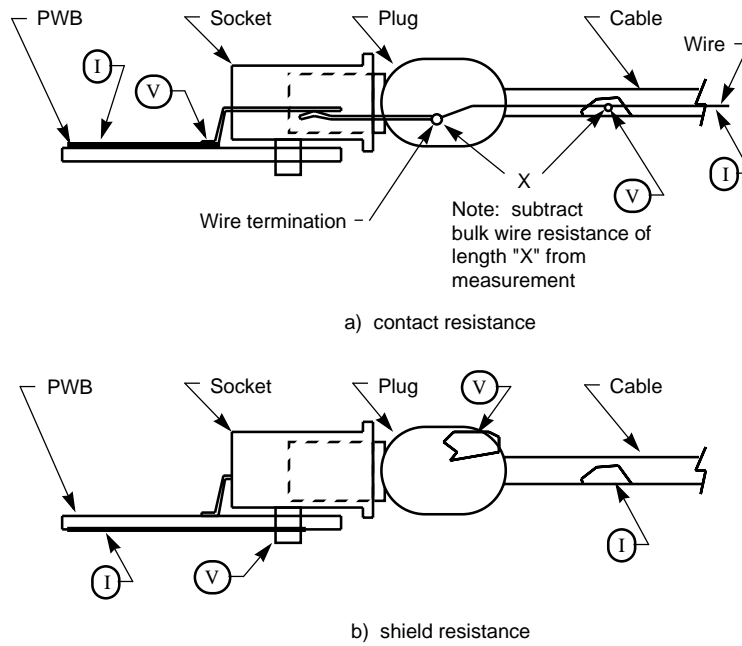 PWB
Socket
Plug
Cable
Wire
I
V
X
I
V
Wire termination
Note: subtract
bulk wire resistance of
length "X" from
measurement
a) contact resistance
PWB
Socket
Plug
V
Cable
I
V
I
b) shield resistance